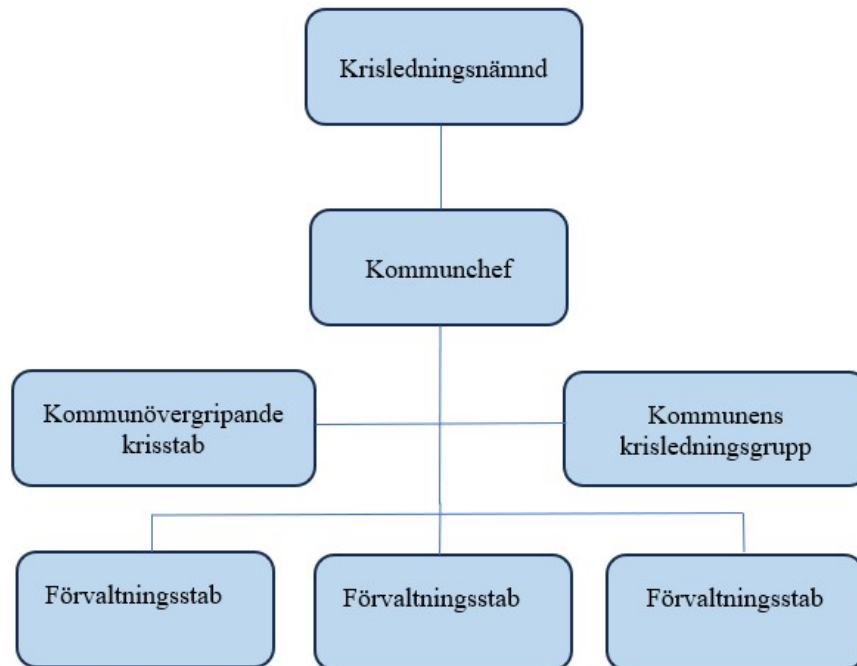 Krisledningsnämnd
Kommunchef
Kommunövergripande
krisstab
Kommunens
krisledningsgrupp
Förvaltningsstab
Förvaltningsstab
Förvaltningsstab